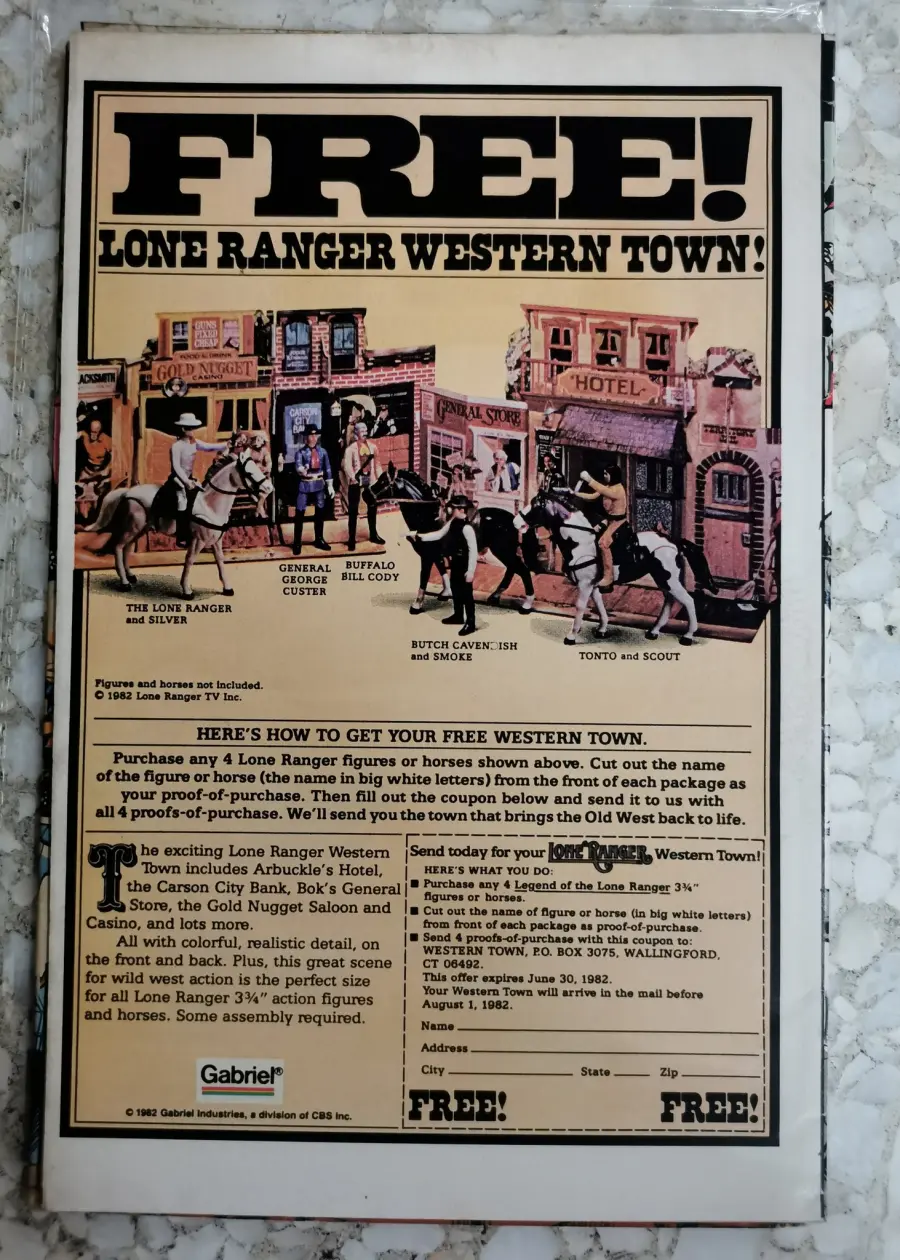 FREE!
LONE RANGER WESTERN TOWN!
GUNS
FIXED
CHEAP
FOOD & DRINK
GOLD NUGGET
CASINO
ACKSMITH
CARSON
CITY
GENERAL STORE
HOTEL
TERRITORY
GENERAL
GEORGE
CUSTER
BUFFALO
BILL CODY
THE LONE RANGER
and SILVER
BUTCH CAVENDISH
and SMOKE
TONTO and SCOUT
Figures and horses not included.
© 1982 Lone Ranger TV Inc.
HERE'S HOW TO GET YOUR FREE WESTERN TOWN.
Purchase any 4 Lone Ranger figures or horses shown above. Cut out the name
of the figure or horse (the name in big white letters) from the front of each package as
your proof-of-purchase. Then fill out the coupon below and send it to us with
all 4 proofs-of-purchase. We'll send you the town that brings the Old West back to life.
The exciting Lone Ranger Western
Town includes Arbuckle's Hotel,
the Carson City Bank, Bok's General
Store, the Gold Nugget Saloon and
Casino, and lots more.
All with colorful, realistic detail, on
the front and back. Plus, this great scene
for wild west action is the perfect size
for all Lone Ranger 3¾" action figures
and horses. Some assembly required.
Gabriel®
© 1982 Gabriel Industries, a division of CBS Inc.
Send today for your LONE RANGER Western Town!
HERE'S WHAT YOU DO:
■ Purchase any 4 Legend of the Lone Ranger 3¾"
figures or horses.
■ Cut out the name of figure or horse (in big white letters)
from front of each package as proof-of-purchase.
■ Send 4 proofs-of-purchase with this coupon to:
WESTERN TOWN, P.O. BOX 3075, WALLINGFORD,
CT 06492.
This offer expires June 30, 1982.
Your Western Town will arrive in the mail before
August 1, 1982.
Name
Address
City State Zip
FREE! FREE!